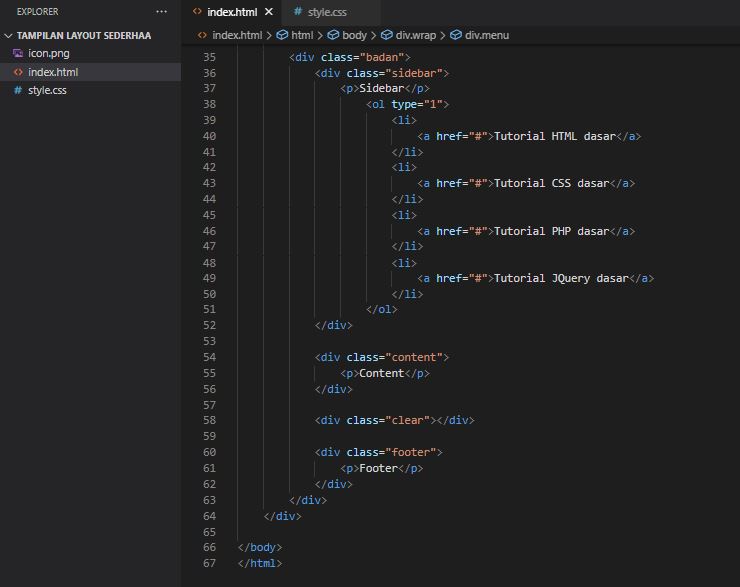 EXPLORER ...
TAMPILAN LAYOUT SEDERHAA
icon.png
index.html
style.css
index.html
style.css
index.html > html > body > div.wrap > div.menu
35 <div class="badan">
36 <div class="sidebar">
37 <p>Sidebar</p>
38 <ol type="1">
39 <li>
40 <a href="#">Tutorial HTML dasar</a>
41 </li>
42 <li>
43 <a href="#">Tutorial CSS dasar</a>
44 </li>
45 <li>
46 <a href="#">Tutorial PHP dasar</a>
47 </li>
48 <li>
49 <a href="#">Tutorial JQuery dasar</a>
50 </li>
51 </ol>
52 </div>
53
54 <div class="content">
55 <p>Content</p>
56 </div>
57
58 <div class="clear"></div>
59
60 <div class="footer">
61 <p>Footer</p>
62 </div>
63 </div>
64 </div>
65
66 </body>
67 </html>